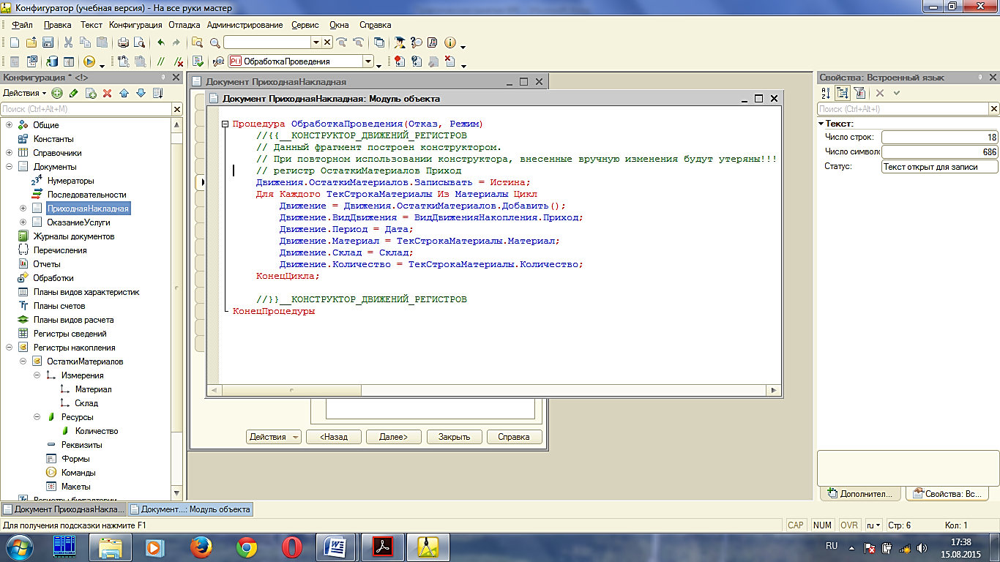 Конфигуратор (учебная версия) - На все руки мастер
Файл Правка Текст Конфигурация Отладка Администрирование Сервис Окна Справка
ОбработкаПроведения
Конфигурация * <!>
Действия
Поиск (Ctrl+Alt+M)
Общие
Константы
Справочники
Документы
Нумераторы
Последовательности
ПриходнаяНакладная
ОказаниеУслуги
Журналы документов
Перечисления
Отчеты
Обработки
Планы видов характеристик
Планы счетов
Планы видов расчета
Регистры сведений
Регистры накопления
ОстаткиМатериалов
Измерения
Материал
Склад
Ресурсы
Количество
Реквизиты
Формы
Команды
Макеты
Регистры бухгалтерии
Документ ПриходнаяНакладная
Документ ПриходнаяНакладная: Модуль объекта
Процедура ОбработкаПроведения(Отказ, Режим)
//{{__КОНСТРУКТОР_ДВИЖЕНИЙ_РЕГИСТРОВ
// Данный фрагмент построен конструктором.
// При повторном использовании конструктора, внесенные вручную изменения будут утеряны!!!
// регистр ОстаткиМатериалов Приход
Движения.ОстаткиМатериалов.Записывать = Истина;
Для Каждого ТекСтрокаМатериалы Из Материалы Цикл
Движение = Движения.ОстаткиМатериалов.Добавить();
Движение.ВидДвижения = ВидДвиженияНакопления.Приход;
Движение.Период = Дата;
Движение.Материал = ТекСтрокаМатериалы.Материал;
Движение.Склад = Склад;
Движение.Количество = ТекСтрокаМатериалы.Количество;
КонецЦикла;
//}}__КОНСТРУКТОР_ДВИЖЕНИЙ_РЕГИСТРОВ
КонецПроцедуры
Действия <Назад Далее> Закрыть Справка
Свойства: Встроенный язык
Поиск (Ctrl+Alt+I)
Текст:
Число строк: 18
Число символо 686
Статус: Текст открыт для записи
Дополнител... Свойства: Вс...
Документ ПриходнаяНакла... Документ...: Модуль объекта
Для получения подсказки нажмите F1
CAP NUM OVR ru Стр: 6 Кол: 1
RU 17:38
15.08.2015